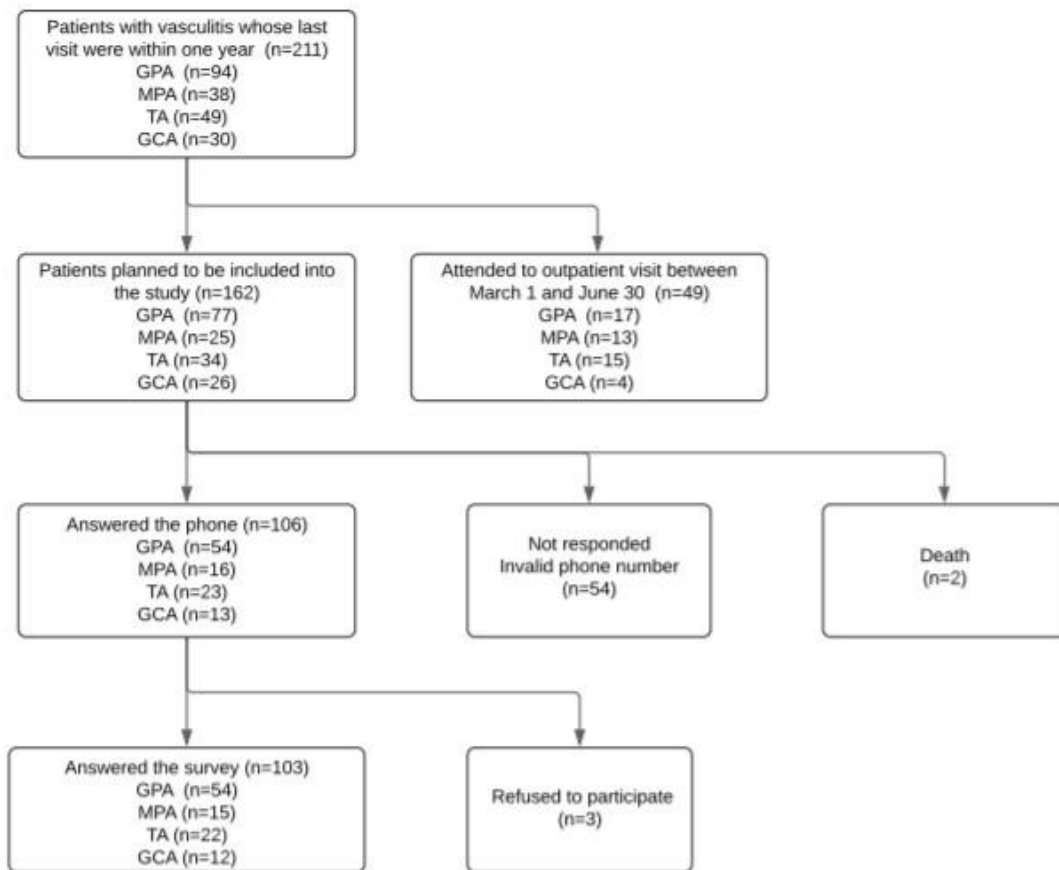 Patients with vasculitis whose last
visit were within one year (n=211)
GPA (n=94)
MPA (n=38)
TA (n=49)
GCA (n=30)
Patients planned to be included into
the study (n=162)
GPA (n=77)
MPA (n=25)
TA (n=34)
GCA (n=26)
Attended to outpatient visit between
March 1 and June 30 (n=49)
GPA (n=17)
MPA (n=13)
TA (n=15)
GCA (n=4)
Answered the phone (n=106)
GPA (n=54)
MPA (n=16)
TA (n=23)
GCA (n=13)
Not responded
Invalid phone number
(n=54)
Death
(n=2)
Answered the survey (n=103)
GPA (n=54)
MPA (n=15)
TA (n=22)
GCA (n=12)
Refused to participate
(n=3)